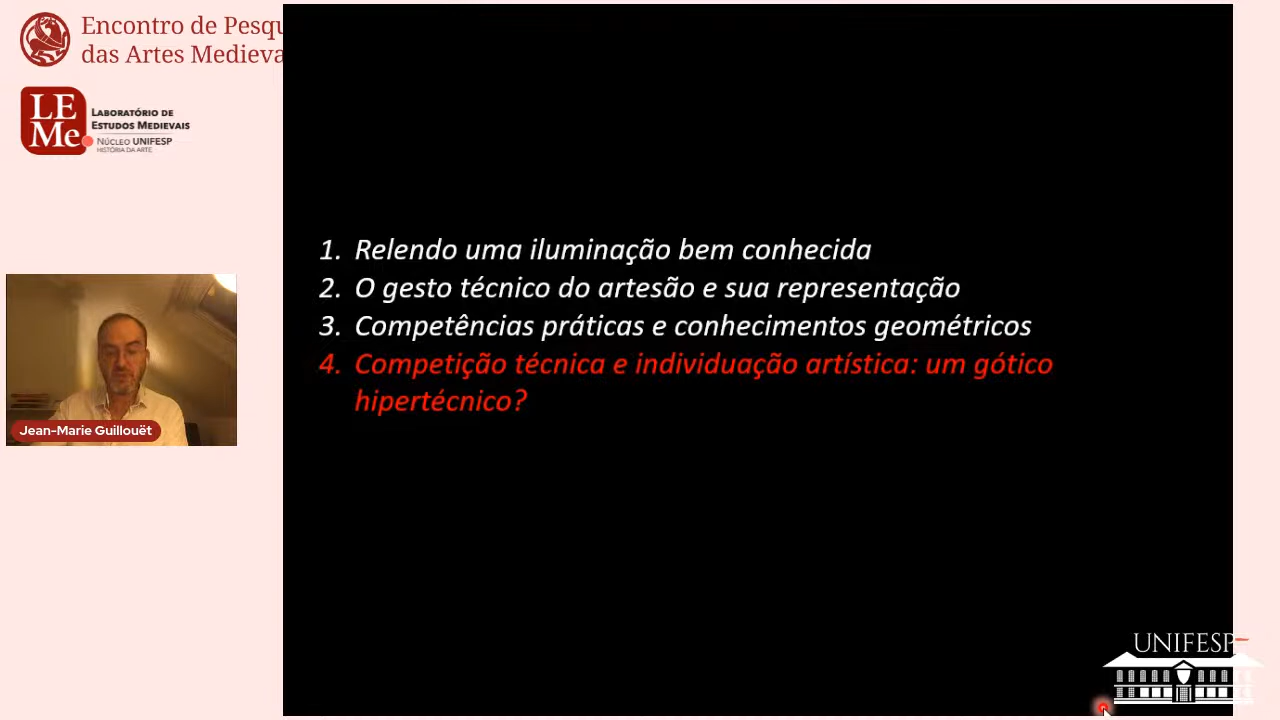 Encontro de Pesqu
das Artes Medieva
LE
Me
LABORATÓRIO DE
ESTUDOS MEDIEVAIS
NÚCLEO UNIFESP
HISTÓRIA DA ARTE
1. Relendo uma iluminação bem conhecida
2. O gesto técnico do artesão e sua representação
3. Competências práticas e conhecimentos geométricos
4. Competição técnica e individuação artística: um gótico
hipertécnico?
Jean-Marie Guillouët
UNIFESP